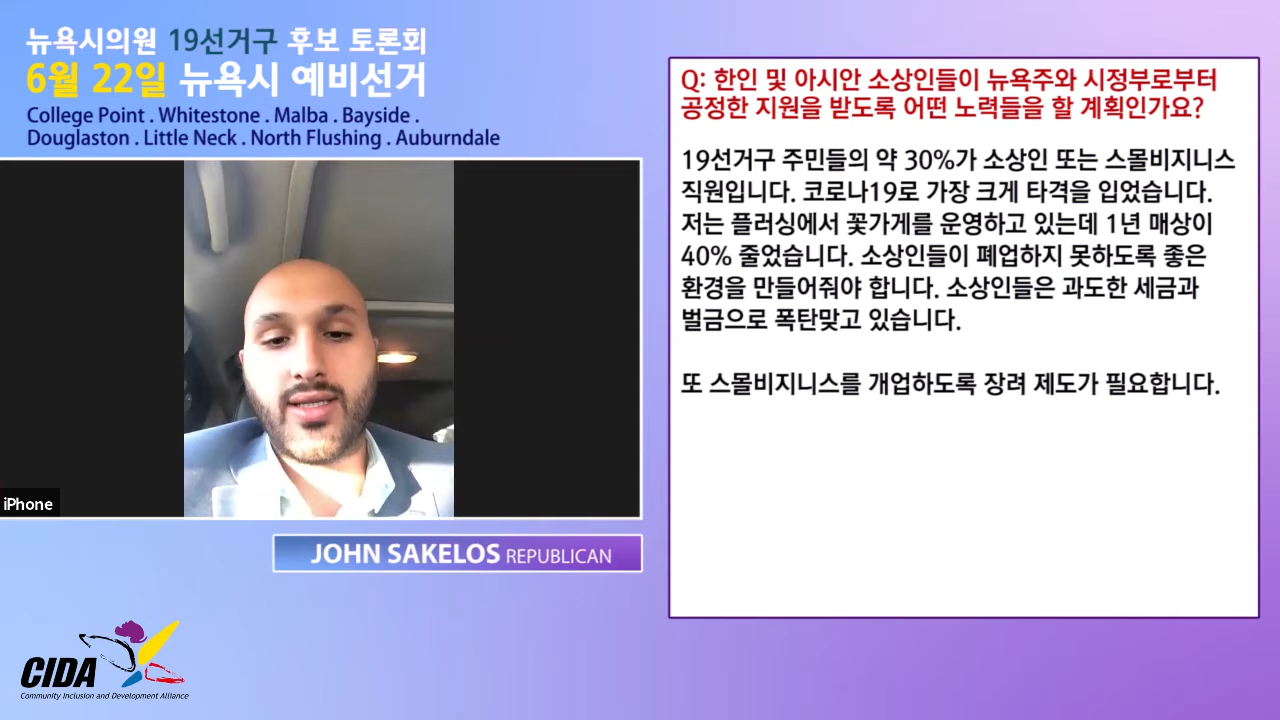 뉴욕시의원 19선거구 후보 토론회
6월 22일 뉴욕시 예비선거
College Point . Whitestone . Malba . Bayside .
Douglaston . Little Neck . North Flushing . Auburndale
iPhone
JOHN SAKELOS REPUBLICAN
CIDA
Community Inclusion and Development Alliance
Q: 한인 및 아시안 소상인들이 뉴욕주와 시정부로부터
공정한 지원을 받도록 어떤 노력들을 할 계획인가요?
19선거구 주민들의 약 30%가 소상인 또는 스몰비지니스
직원입니다. 코로나19로 가장 크게 타격을 입었습니다.
저는 플러싱에서 꽃가게를 운영하고 있는데 1년 매상이
40% 줄었습니다. 소상인들이 폐업하지 못하도록 좋은
환경을 만들어줘야 합니다. 소상인들은 과도한 세금과
벌금으로 폭탄맞고 있습니다.
또 스몰비지니스를 개업하도록 장려 제도가 필요합니다.